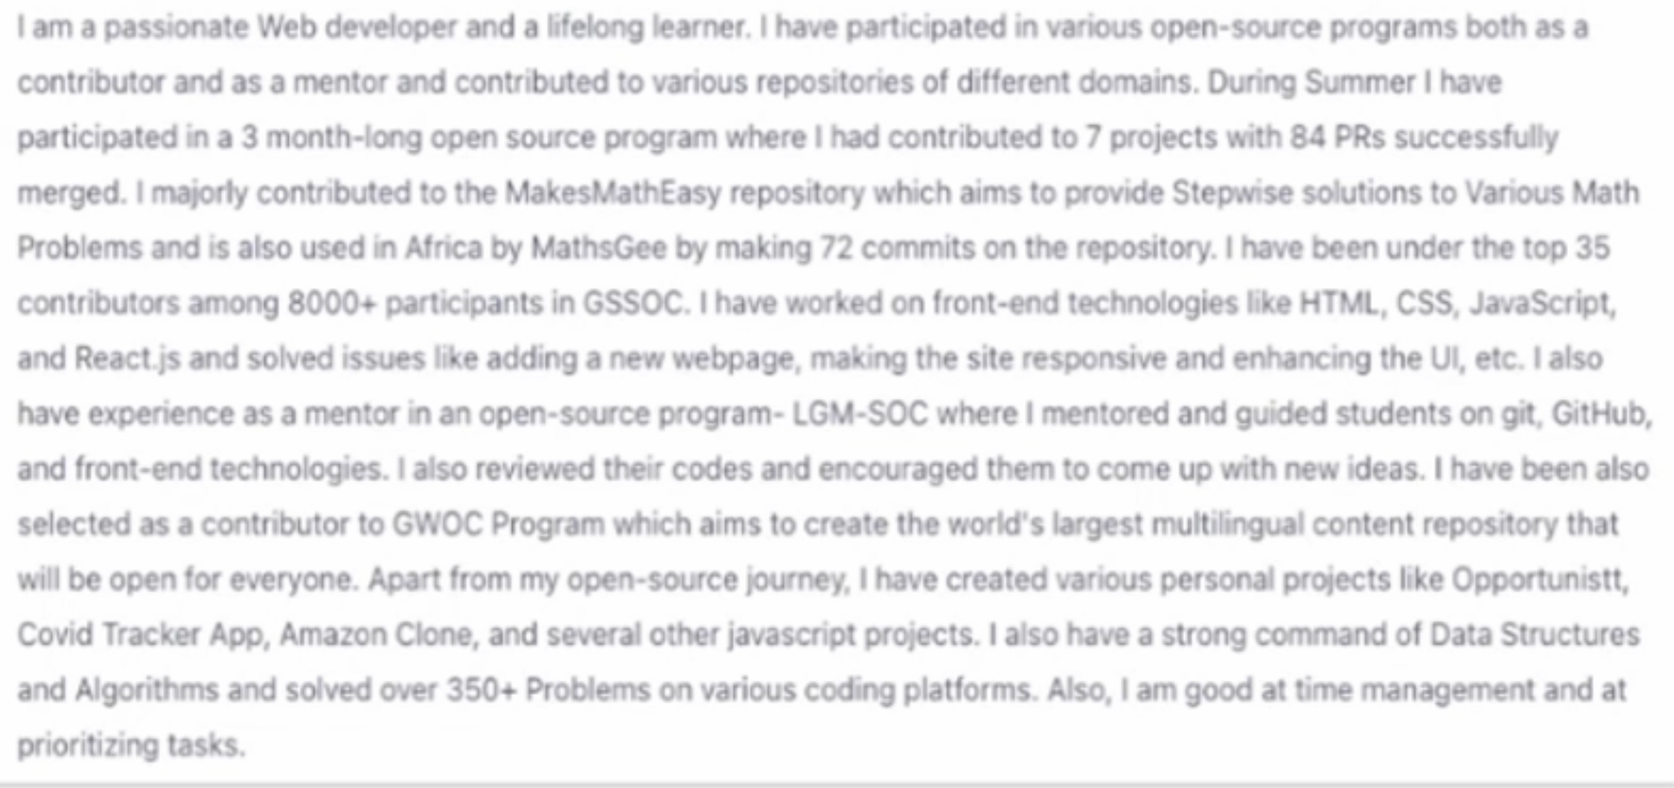 I am a passionate Web developer and a lifelong learner. I have participated in various open-source programs both as a
contributor and as a mentor and contributed to various repositories of different domains. During Summer I have
participated in a 3 month-long open source program where I had contributed to 7 projects with 84 PRs successfully
merged. I majorly contributed to the MakesMathEasy repository which aims to provide Stepwise solutions to Various Math
Problems and is also used in Africa by MathsGee by making 72 commits on the repository. I have been under the top 35
contributors among 8000+ participants in GSSOC. I have worked on front-end technologies like HTML, CSS, JavaScript,
and React.js and solved issues like adding a new webpage, making the site responsive and enhancing the UI, etc. I also
have experience as a mentor in an open-source program- LGM-SOC where I mentored and guided students on git, GitHub,
and front-end technologies. I also reviewed their codes and encouraged them to come up with new ideas. I have been also
selected as a contributor to GWOC Program which aims to create the world's largest multilingual content repository that
will be open for everyone. Apart from my open-source journey, I have created various personal projects like Opportunistt,
Covid Tracker App, Amazon Clone, and several other javascript projects. I also have a strong command of Data Structures
and Algorithms and solved over 350+ Problems on various coding platforms. Also, I am good at time management and at
prioritizing tasks.